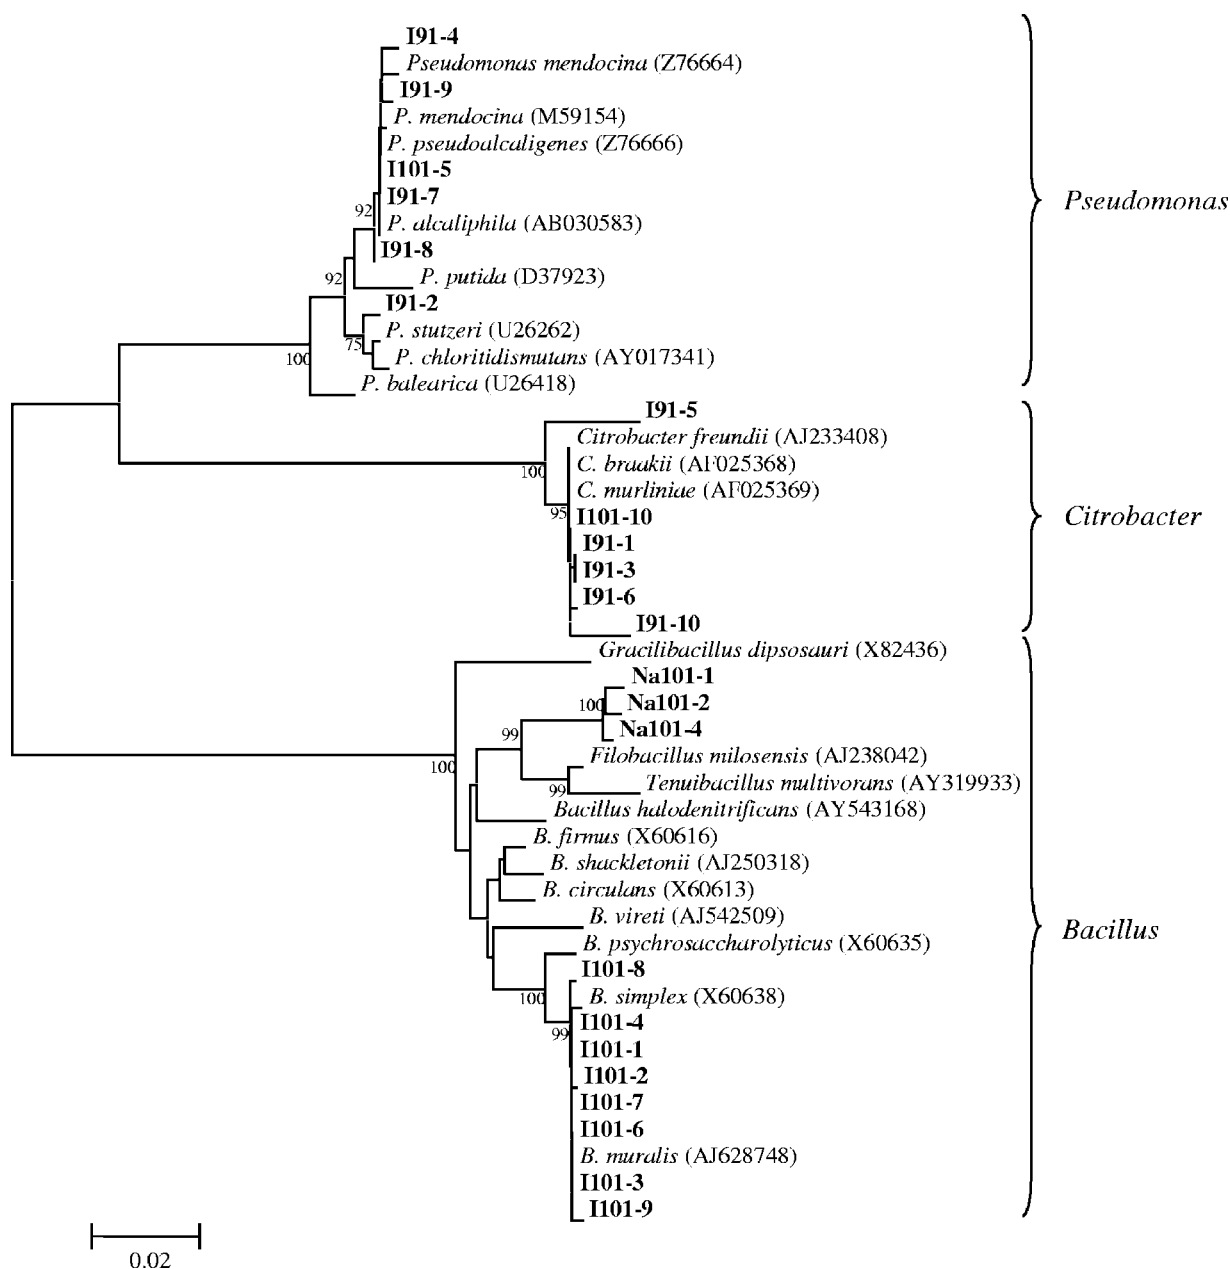 I91-4
Pseudomonas mendocina (Z76664)
I91-9
P. mendocina (M59154)
P. pseudoalcaligenes (Z76666)
I101-5
I91-7
92
P. alcaliphila (AB030583)
Pseudomonas
I91-8
92
P. putida (D37923)
I91-2
P. stutzeri (U26262)
75
100
P. chloritidismutans (AY017341)
P. balearica (U26418)
I91-5
Citrobacter freundii (AJ233408)
100
C. braakii (AF025368)
C. murliniae (AF025369)
95
I101-10
Citrobacter
I91-1
I91-3
I91-6
I91-10
Gracilibacillus dipsosauri (X82436)
Na101-1
100
Na101-2
Na101-4
99
Filobacillus milosensis (AJ238042)
100
Tenuibacillus multivorans (AY319933)
99
Bacillus halodenitrificans (AY543168)
B. firmus (X60616)
B. shackletonii (AJ250318)
B. circulans (X60613)
B. vireti (AJ542509)
Bacillus
B. psychrosaccharolyticus (X60635)
I101-8
100
B. simplex (X60638)
I101-4
99
I101-1
I101-2
I101-7
I101-6
B. muralis (AJ628748)
I101-3
I101-9
0.02